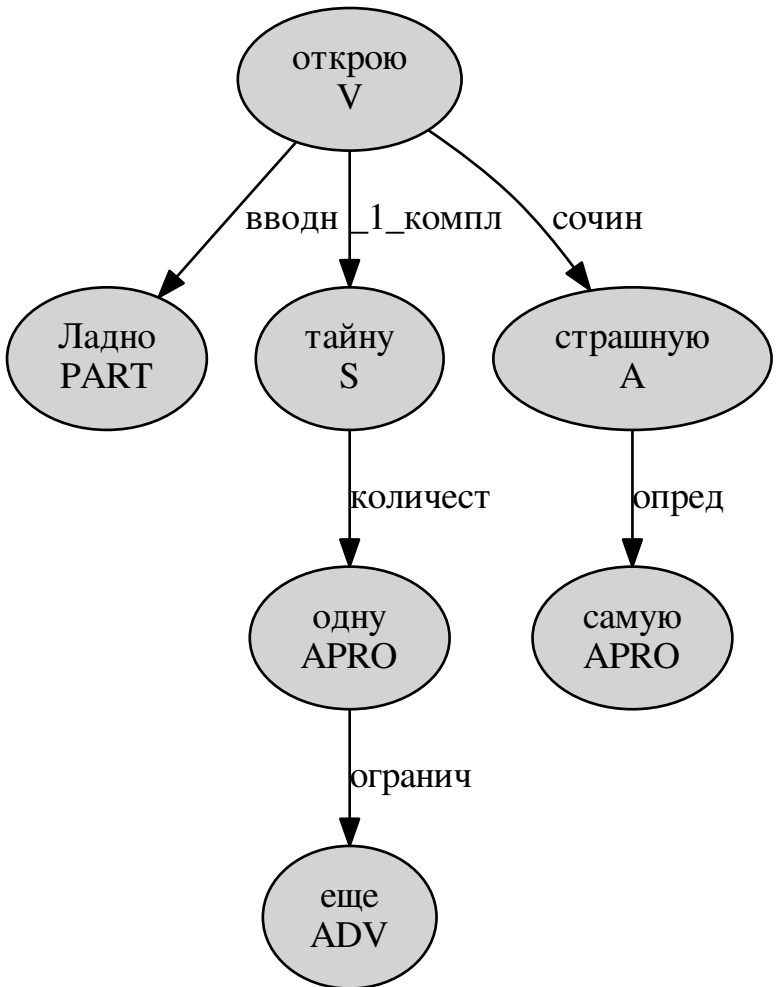 открою
V
вводн
_1_компл
сочин
Ладно
PART
тайну
S
страшную
A
количест
опред
одну
APRO
самую
APRO
огранич
еще
ADV